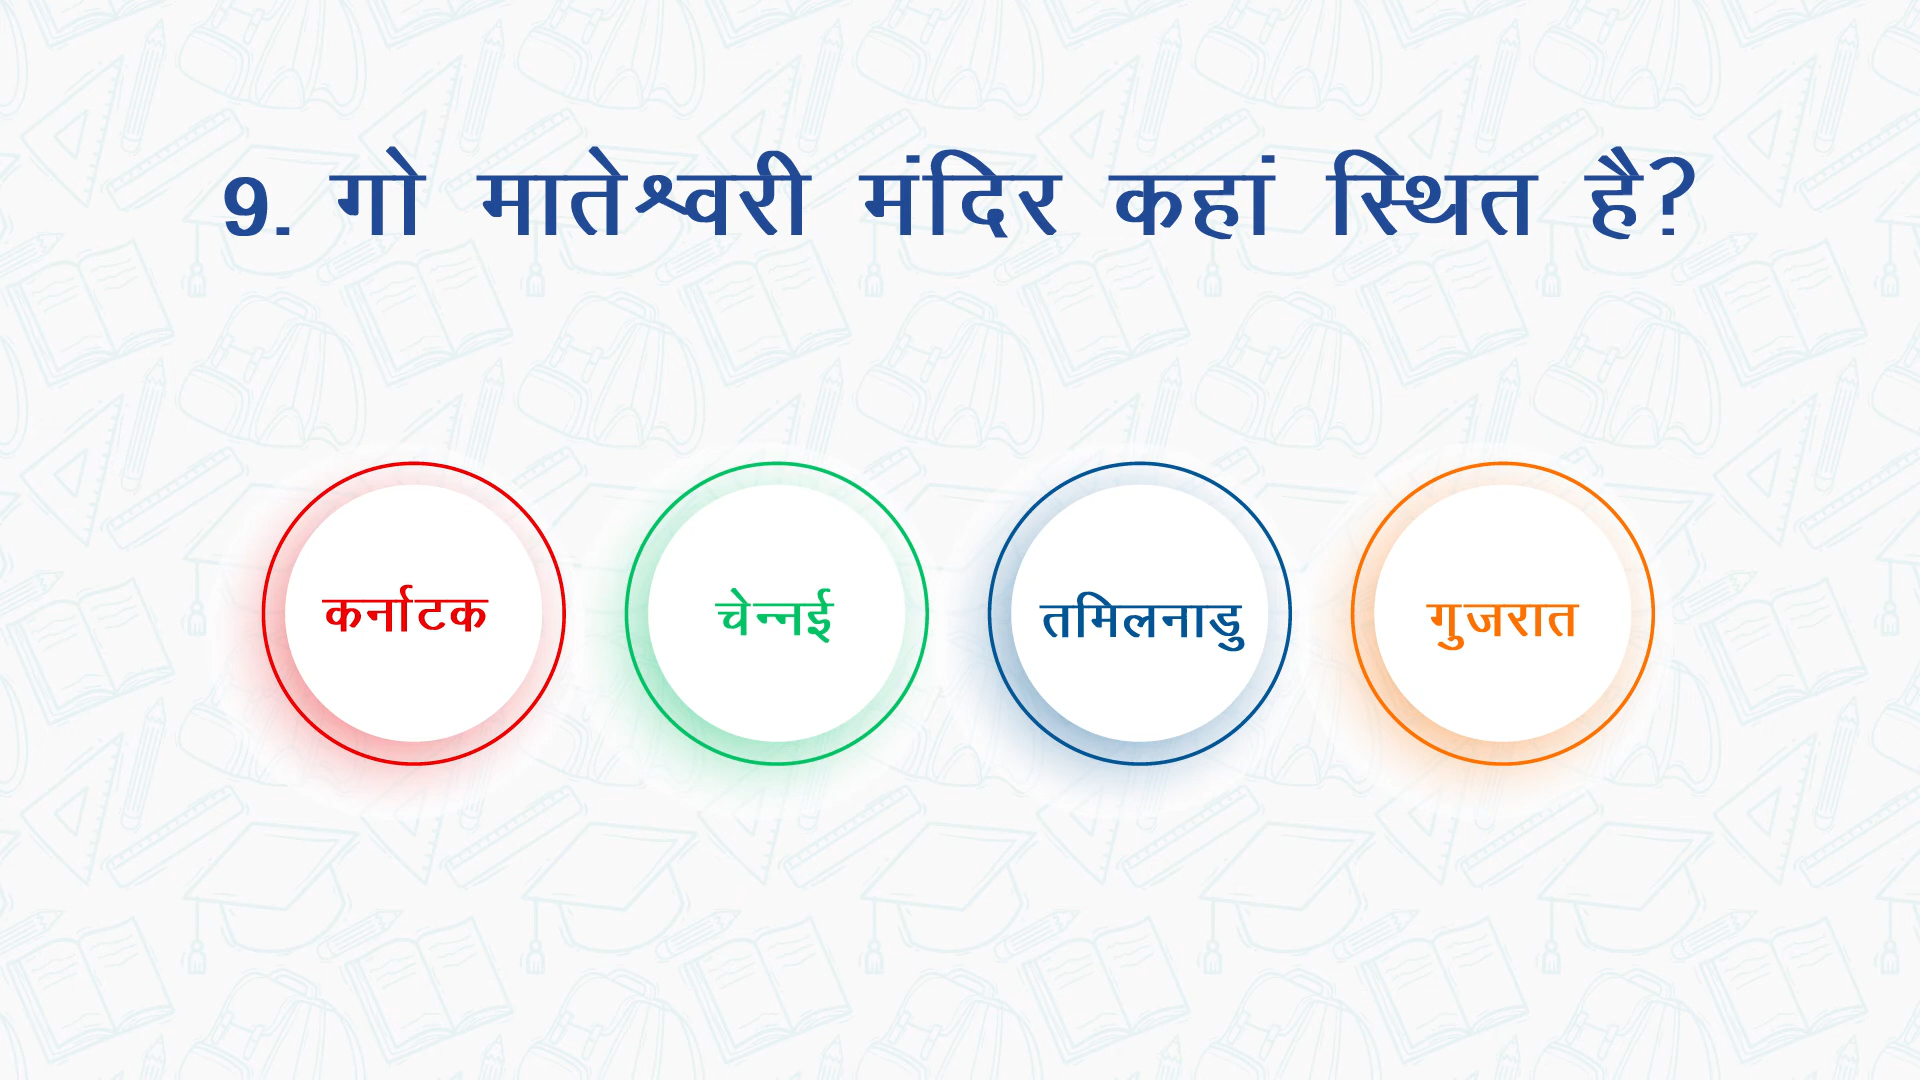 9. गो मातेश्वरी मंदिर कहां स्थित है?
कर्नाटक
चेन्नई
तमिलनाडु
गुजरात